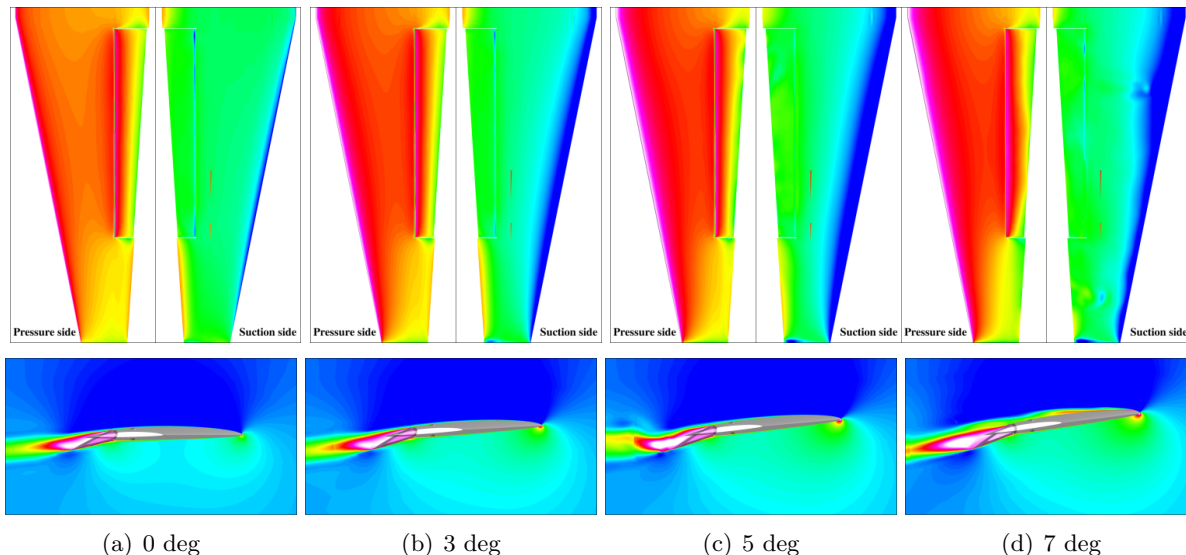 Pressure side Suction side Pressure side Suction side Pressure side Suction side Pressure side Suction side
(a) 0 deg (b) 3 deg (c) 5 deg (d) 7 deg